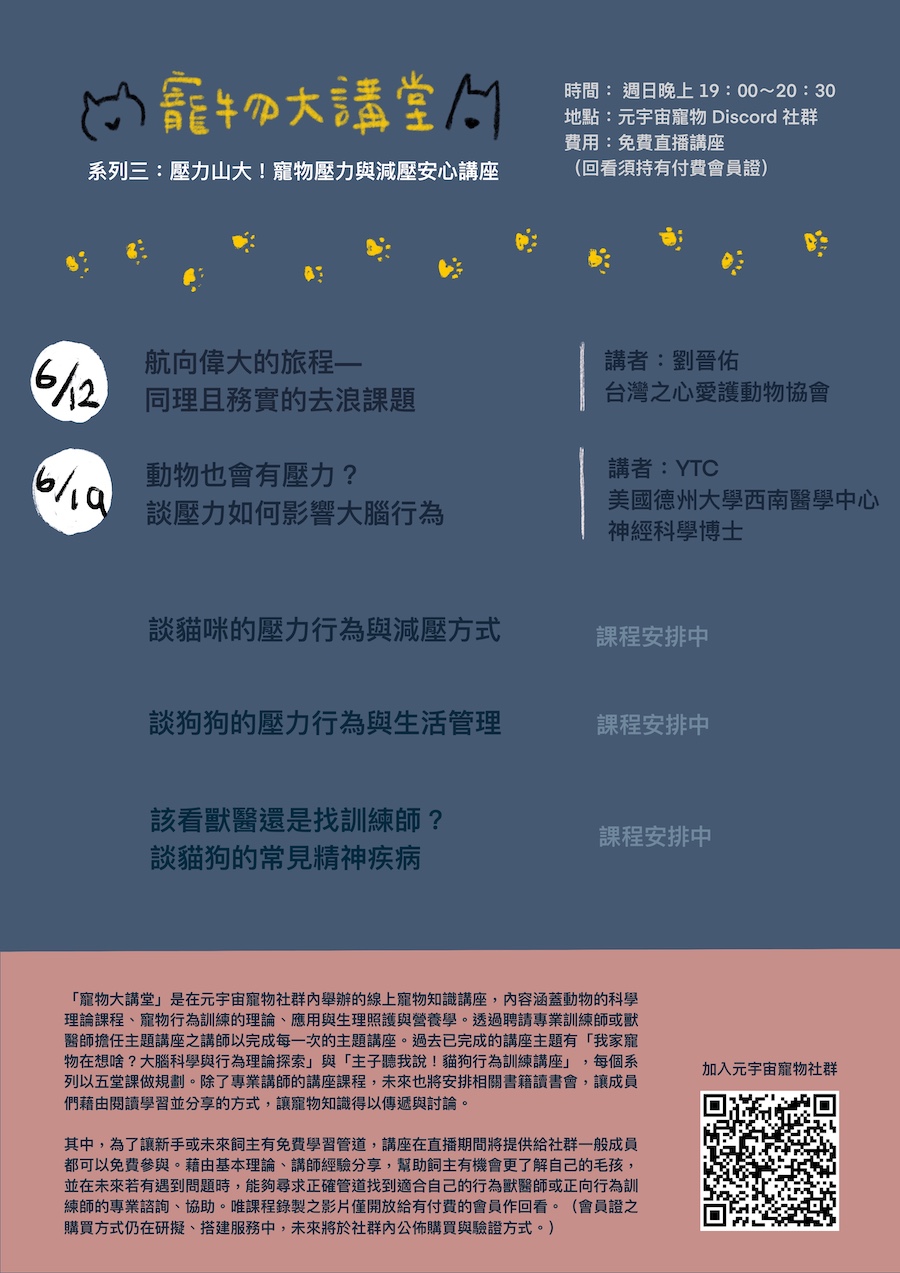 寵物大講堂
系列三：壓力山大！寵物壓力與減壓安心講座
時間： 週日晚上 19：00～20：30
地點：元宇宙寵物 Discord 社群
費用：免費直播講座
（回看須持有付費會員證）
6/12
航向偉大的旅程—
同理且務實的去浪課題
講者：劉晉佑
台灣之心愛護動物協會
6/19
動物也會有壓力？
談壓力如何影響大腦行為
講者：YTC
美國德州大學西南醫學中心
神經科學博士
談貓咪的壓力行為與減壓方式
課程安排中
談狗狗的壓力行為與生活管理
課程安排中
該看獸醫還是找訓練師？
談貓狗的常見精神疾病
課程安排中
「寵物大講堂」是在元宇宙寵物社群內舉辦的線上寵物知識講座，內容涵蓋動物的科學
理論課程、寵物行為訓練的理論、應用與生理照護與營養學。透過聘請專業訓練師或獸
醫師擔任主題講座之講師以完成每一次的主題講座。過去已完成的講座主題有「我家寵
物在想啥？大腦科學與行為理論探索」與「主子聽我說！貓狗行為訓練講座」，每個系
列以五堂課做規劃。除了專業講師的講座課程，未來也將安排相關書籍讀書會，讓成員
們藉由閱讀學習並分享的方式，讓寵物知識得以傳遞與討論。
其中，為了讓新手或未來飼主有免費學習管道，講座在直播期間將提供給社群一般成員
都可以免費參與。藉由基本理論、講師經驗分享，幫助飼主有機會更了解自己的毛孩，
並在未來若有遇到問題時，能夠尋求正確管道找到適合自己的行為獸醫師或正向行為訓
練師的專業諮詢、協助。唯課程錄製之影片僅開放給有付費的會員作回看。（會員證之
購買方式仍在研擬、搭建服務中，未來將於社群內公佈購買與驗證方式。）
加入元宇宙寵物社群